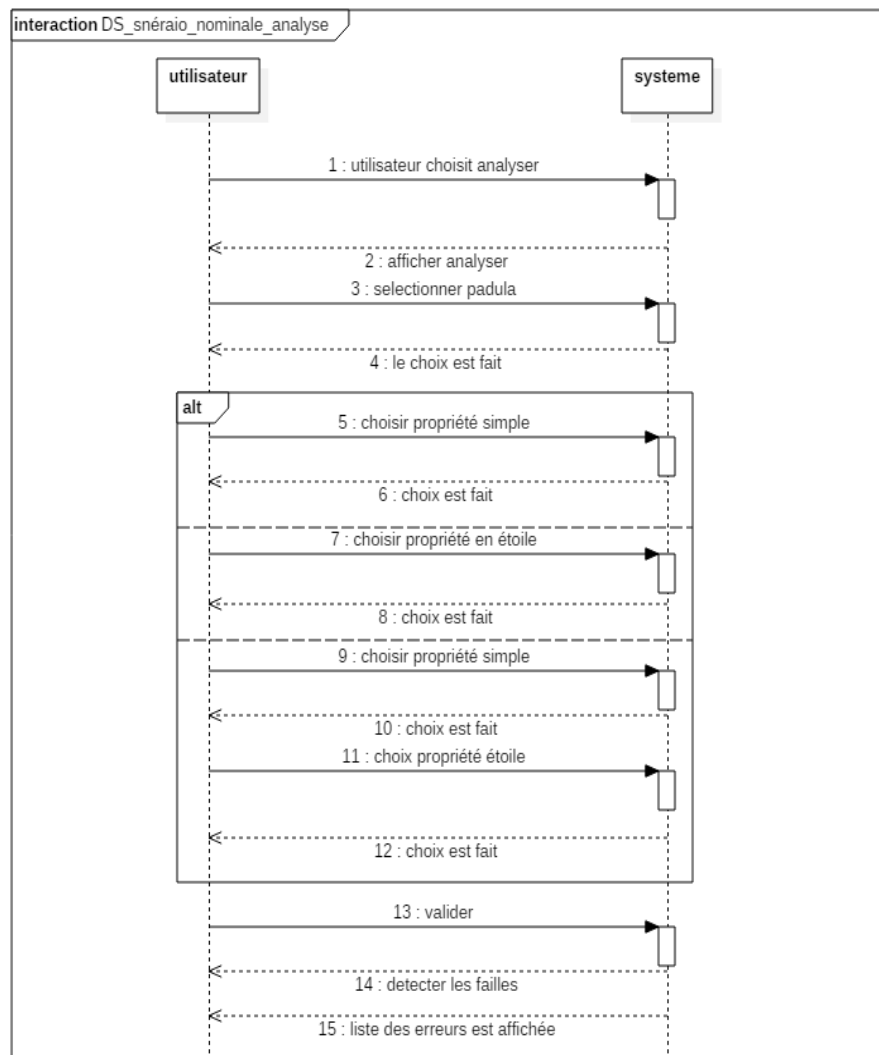 interaction DS_snéraio_nominale_analyse
utilisateur
systeme
1 : utilisateur choisit analyser
2 : afficher analyser
3 : selectionner padula
4 : le choix est fait
alt
5 : choisir propriété simple
6 : choix est fait
7 : choisir propriété en étoile
8 : choix est fait
9 : choisir propriété simple
10 : choix est fait
11 : choix propriété étoile
12 : choix est fait
13 : valider
14 : detecter les failles
15 : liste des erreurs est affichée